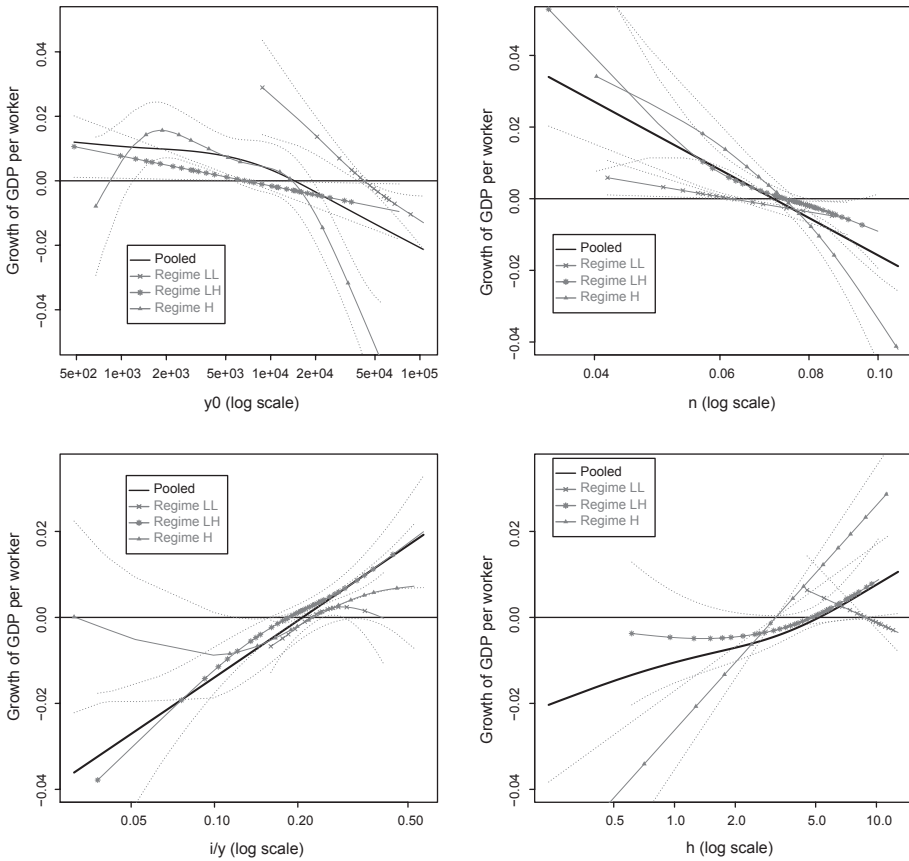 Growth of GDP per worker
0.04
0.02
0.00
−0.02
−0.04
Pooled
Regime LL
Regime LH
Regime H
5e+02 1e+03 2e+03 5e+03 1e+04 2e+04 5e+04 1e+05
y0 (log scale)
Growth of GDP per worker
0.04
0.02
0.00
−0.02
−0.04
Pooled
Regime LL
Regime LH
Regime H
0.04 0.06 0.08 0.10
n (log scale)
Growth of GDP per worker
0.02
0.00
−0.02
−0.04
Pooled
Regime LL
Regime LH
Regime H
0.05 0.10 0.20 0.50
i/y (log scale)
Growth of GDP per worker
0.02
0.00
−0.02
−0.04
Pooled
Regime LL
Regime LH
Regime H
0.5 1.0 2.0 5.0 10.0
h (log scale)